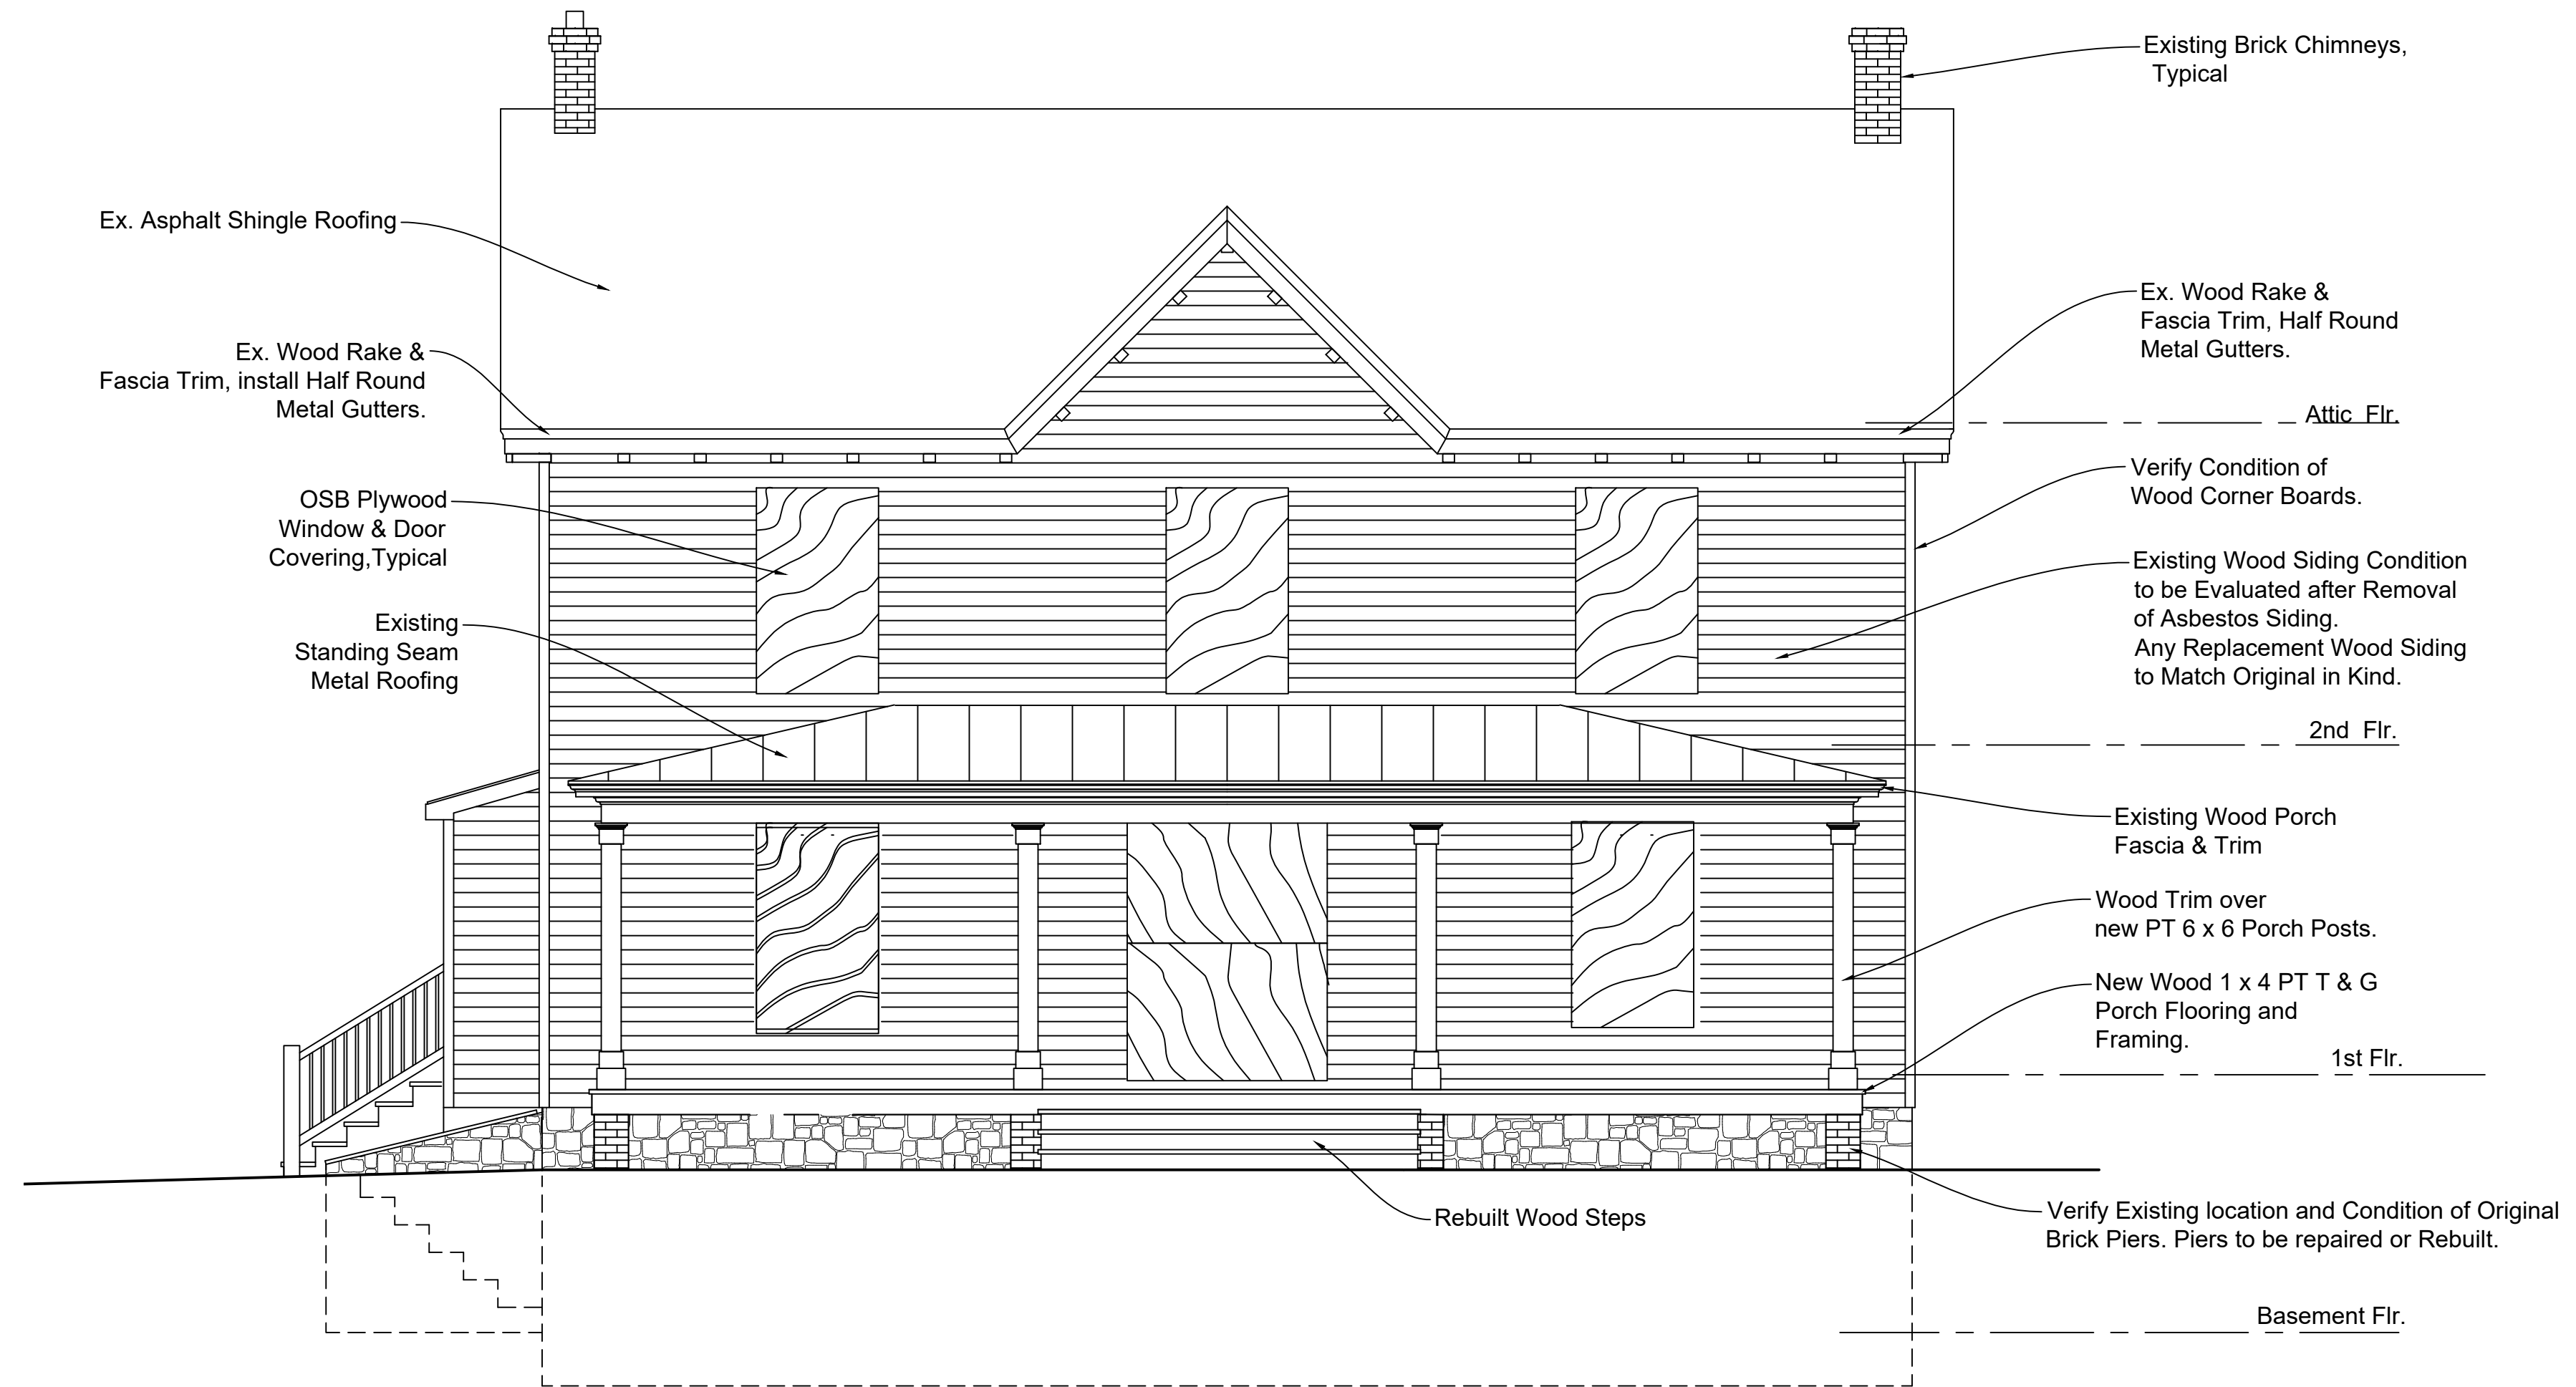 Existing Brick Chimneys,
Typical
Ex. Asphalt Shingle Roofing
Ex. Wood Rake &
Fascia Trim, install Half Round
Metal Gutters.
Ex. Wood Rake &
Fascia Trim, Half Round
Metal Gutters.
Attic Flr.
OSB Plywood
Window & Door
Covering,Typical
Verify Condition of
Wood Corner Boards.
Existing Wood Siding Condition
to be Evaluated after Removal
of Asbestos Siding.
Any Replacement Wood Siding
to Match Original in Kind.
Existing
Standing Seam
Metal Roofing
2nd Flr.
Existing Wood Porch
Fascia & Trim
Wood Trim over
new PT 6 x 6 Porch Posts.
New Wood 1 x 4 PT T & G
Porch Flooring and
Framing.
1st Flr.
Rebuilt Wood Steps
Verify Existing location and Condition of Original
Brick Piers. Piers to be repaired or Rebuilt.
Basement Flr.